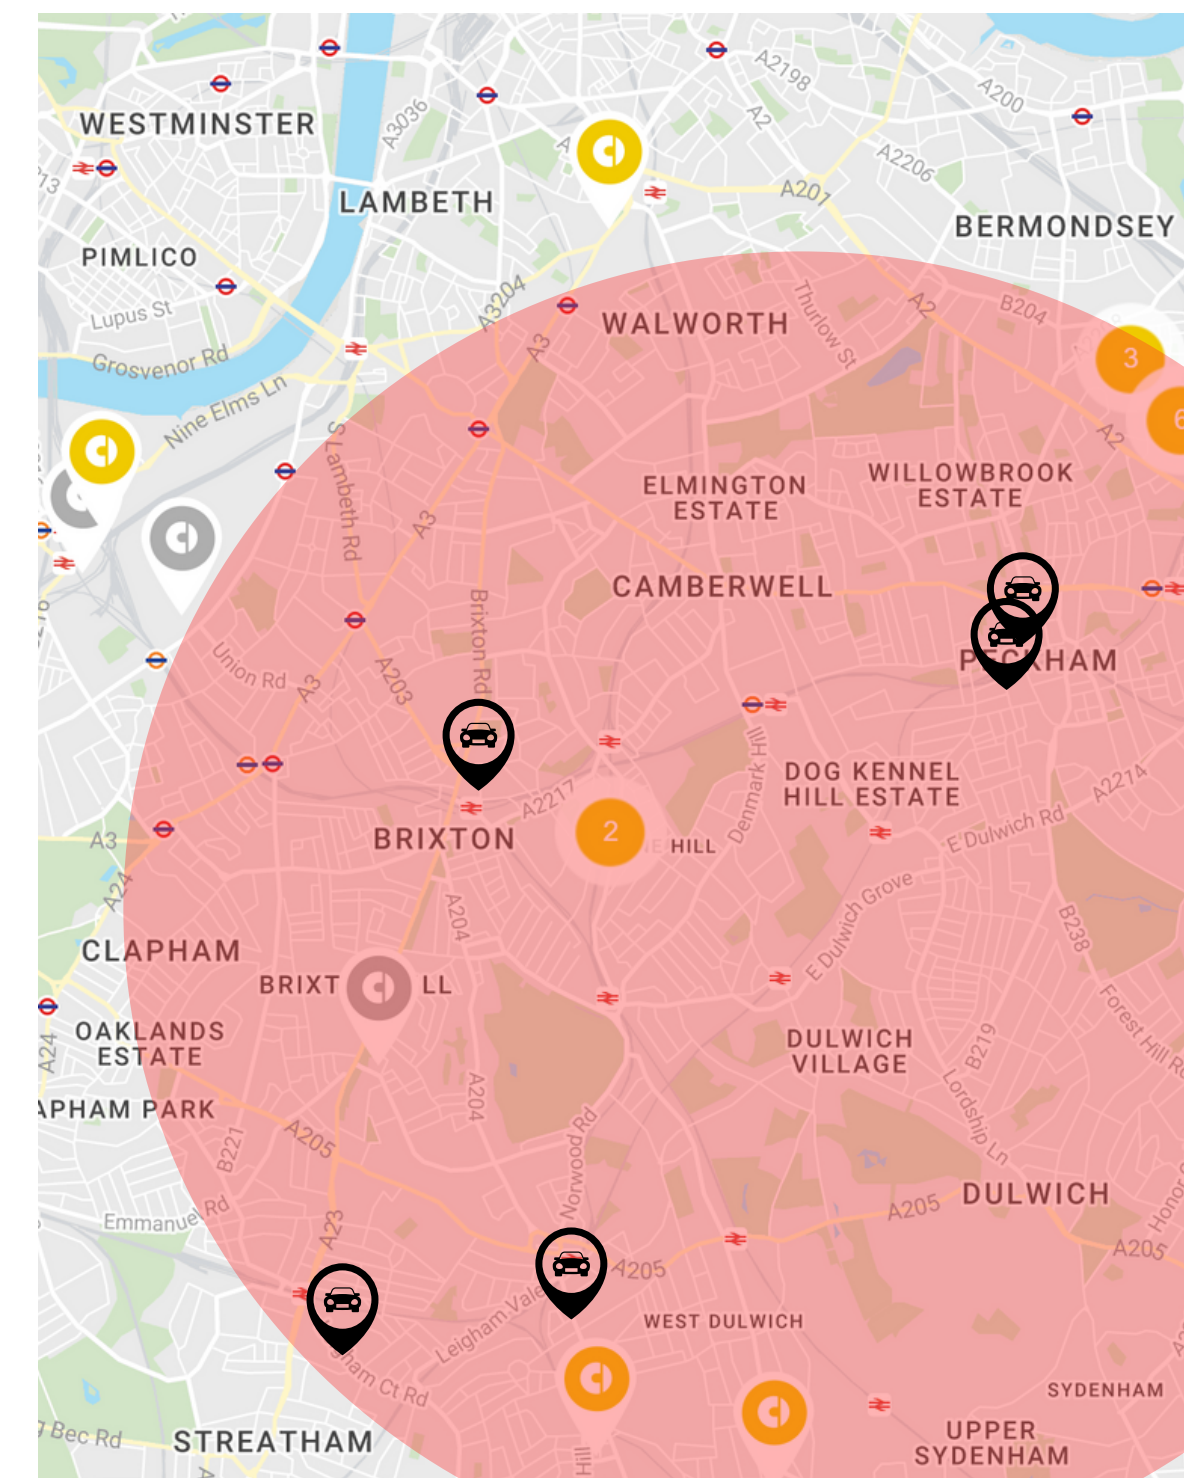 A2198
A200
WESTMINSTER
A3036
A2
A
A2206
13
A201
LAMBETH
BERMONDSEY
PIMLICO
Lupus St
A3204
Thurlow St
A2
B204
WALWORTH
A3
Grosvenor Rd
3
Nine Elms Ln
6
A2
S Lambeth Rd
WILLOWBROOK
ESTATE
ELMINGTON
ESTATE
A3
CAMBERWELL
Brixton Rd
Union Rd
A3
A203
PECKHAM
DOG KENNEL
HILL ESTATE
A2214
A2217
Denmark Hill
E Dulwich Rd
A3
BRIXTON
2
HILL
A24
A204
E Dulwich Grove
B238
CLAPHAM
BRIXT
LL
OAKLANDS
ESTATE
A24
DULWICH
VILLAGE
B219
Forest Hill R
APHAM PARK
A204
Lordship Ln
A205
B221
Norwood Rd
DULWICH
Emmanuel Rd
A23
A205
Honor
A205
A205
Leigham Vale
WEST DULWICH
ham Ct Rd
SYDENHAM
Bec Rd
STREATHAM
UPPER
SYDENHAM